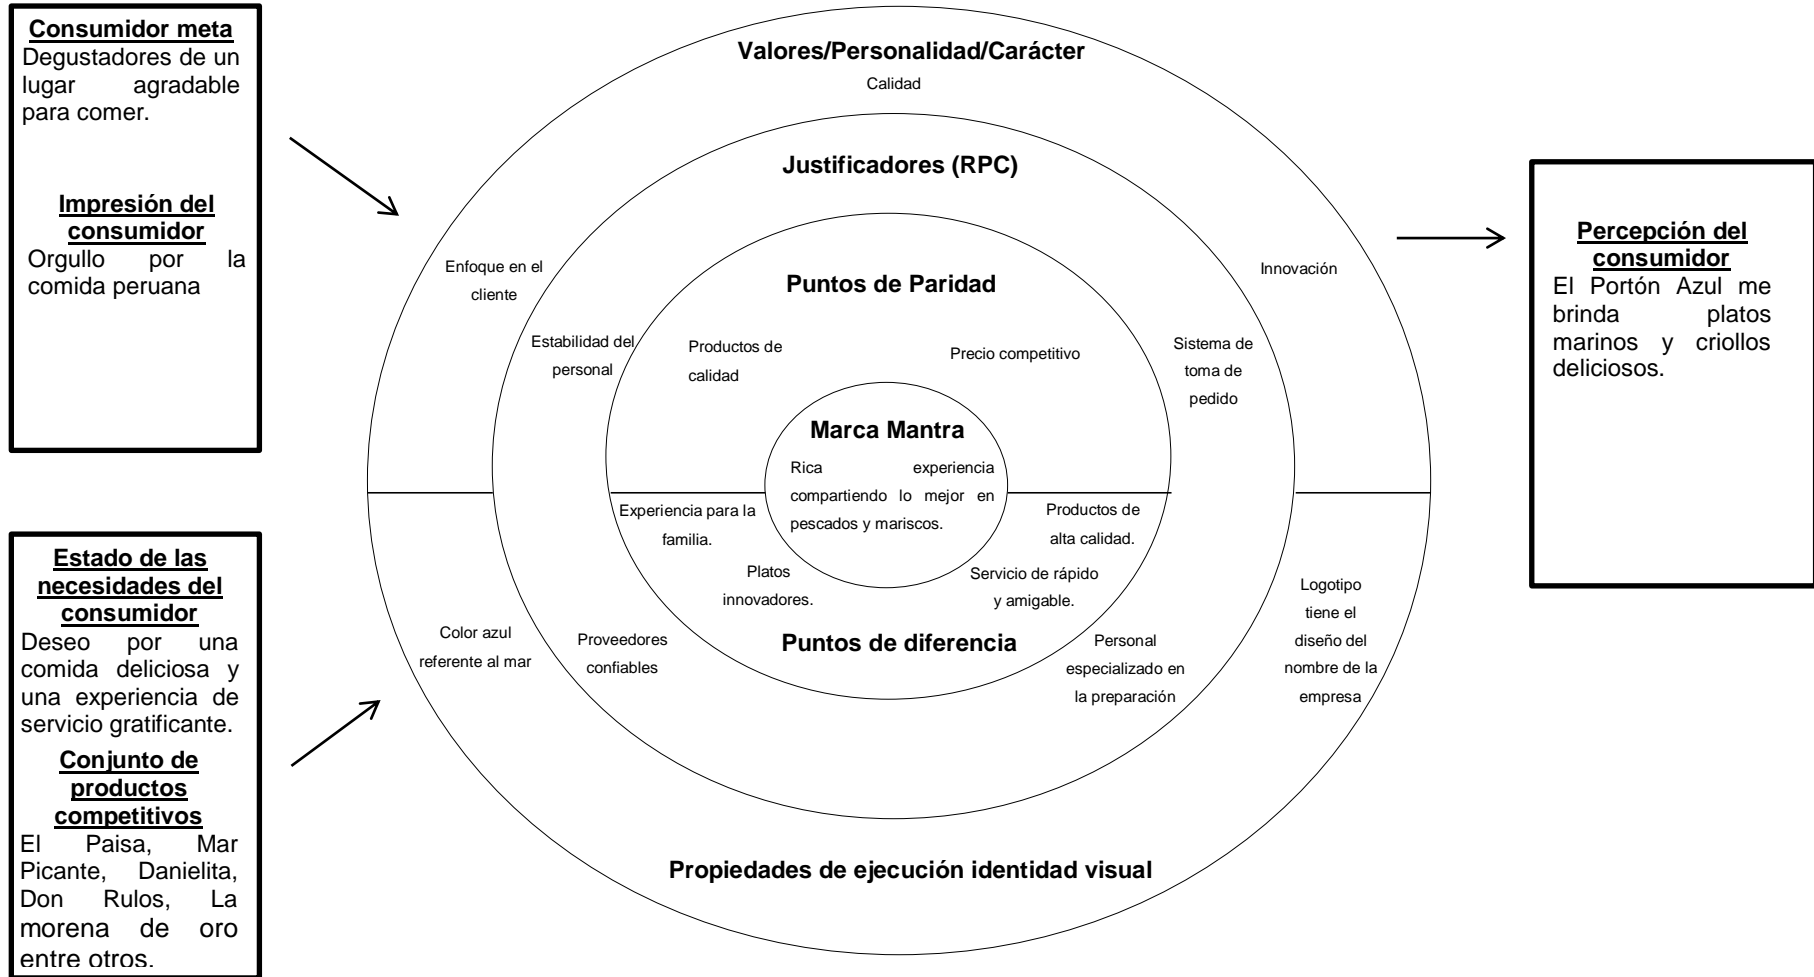 Consumidor meta
Degustadores de un
lugar agradable
para comer.
Impresión del
consumidor
Orgullo por la
comida peruana
Estado de las
necesidades del
consumidor
Deseo por una
comida deliciosa y
una experiencia de
servicio gratificante.
Conjunto de
productos
competitivos
El Paisa, Mar
Picante, Danielita,
Don Rulos, La
morena de oro
entre otros.
Valores/Personalidad/Carácter
Calidad
Enfoque en el
cliente
Innovación
Justificadores (RPC)
Estabilidad del
personal
Sistema de
toma de
pedido
Puntos de Paridad
Productos de
calidad
Precio competitivo
Marca Mantra
Rica experiencia
compartiendo lo mejor en
pescados y mariscos.
Experiencia para la
familia.
Platos
innovadores.
Productos de
alta calidad.
Servicio de rápido
y amigable.
Puntos de diferencia
Proveedores
confiables
Personal
especializado en
la preparación
Color azul
referente al mar
Logotipo
tiene el
diseño del
nombre de la
empresa
Propiedades de ejecución identidad visual
Percepción del
consumidor
El Portón Azul me
brinda platos
marinos y criollos
deliciosos.